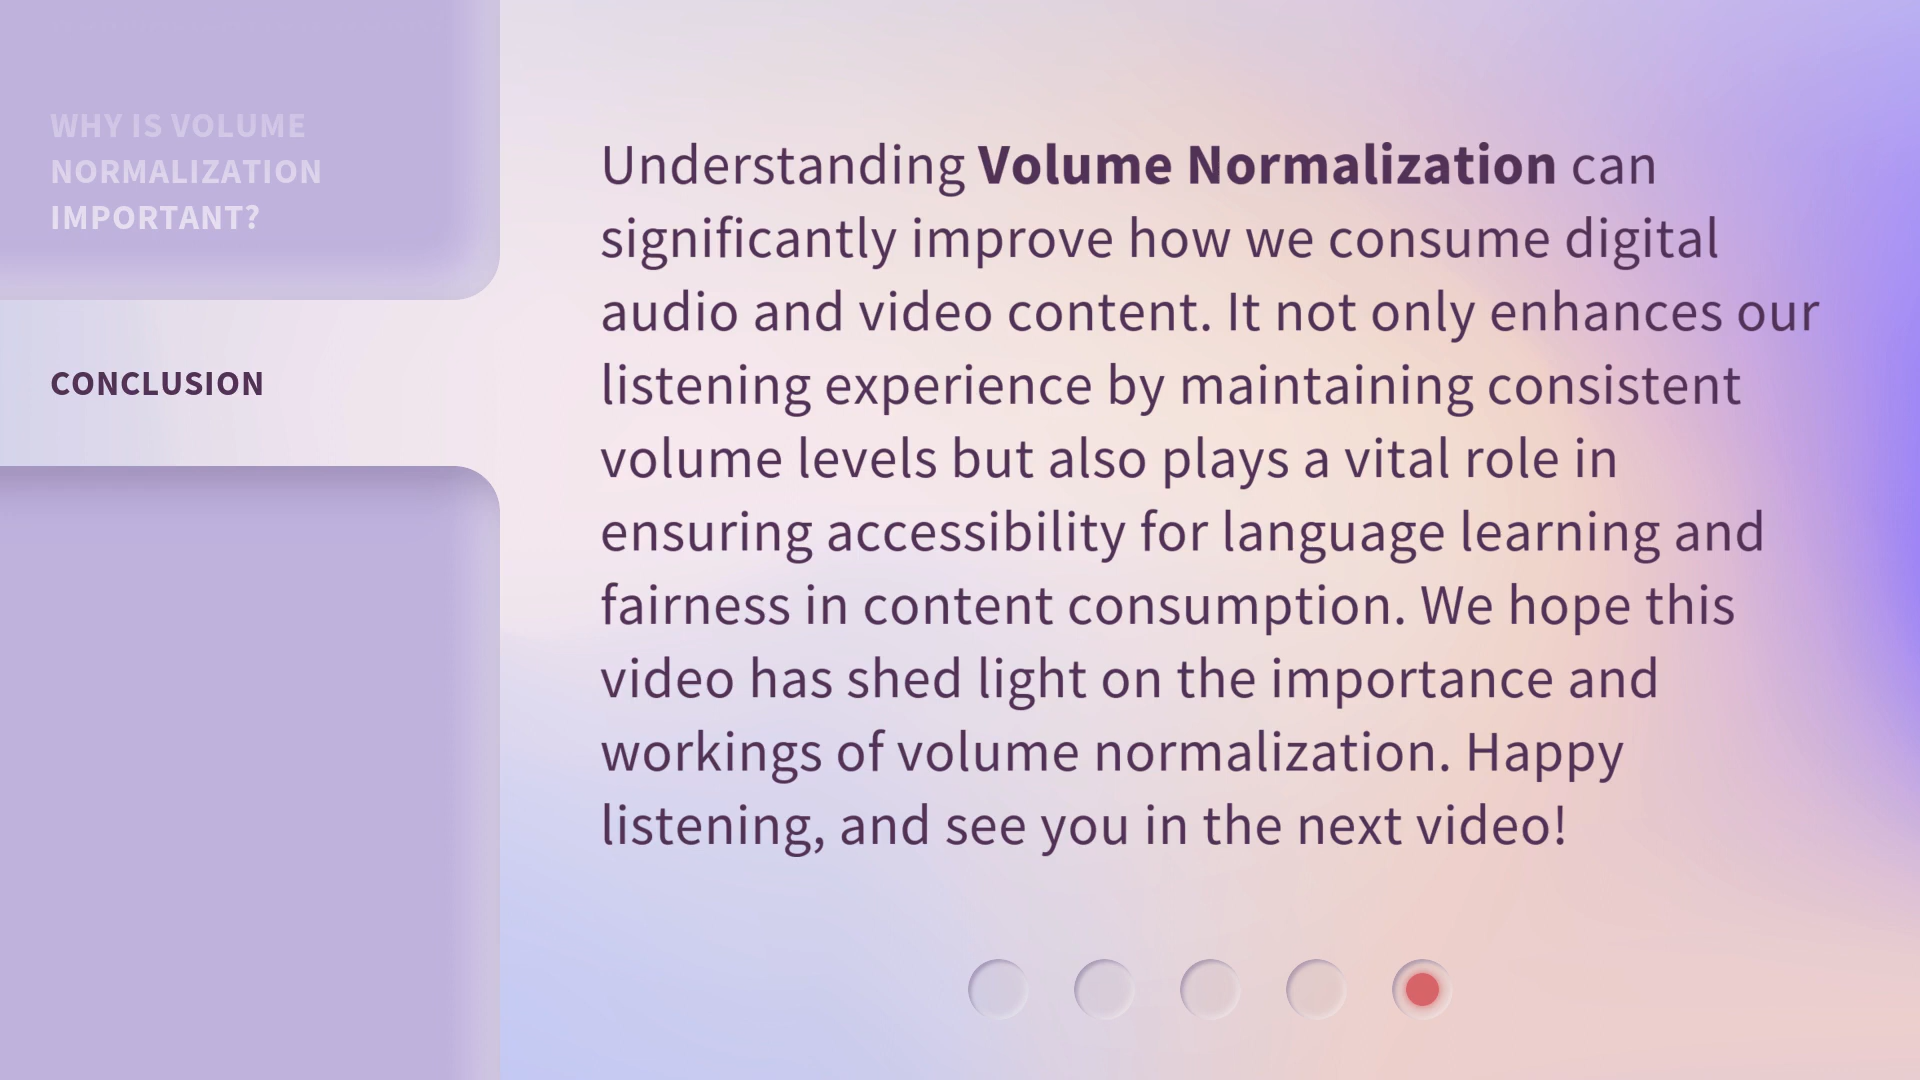 WHY IS VOLUME
NORMALIZATION
IMPORTANT?
CONCLUSION
Understanding Volume Normalization can
significantly improve how we consume digital
audio and video content. It not only enhances our
listening experience by maintaining consistent
volume levels but also plays a vital role in
ensuring accessibility for language learning and
fairness in content consumption. We hope this
video has shed light on the importance and
workings of volume normalization. Happy
listening, and see you in the next video!